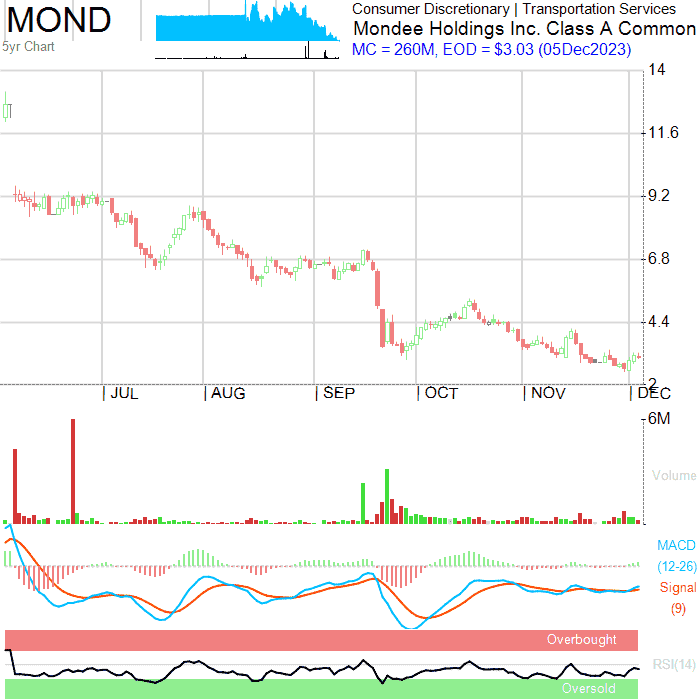 MOND
5yr Chart
Consumer Discretionary | Transportation Services
Mondee Holdings Inc. Class A Common
MC = 260M, EOD = $3.03 (05Dec2023)
14
11.6
9.2
6.8
4.4
2
| JUL | AUG | SEP | OCT | NOV | DEC
6M
Volume
MACD
(12-26)
Signal
(9)
Overbought
RSI(14)
Oversold